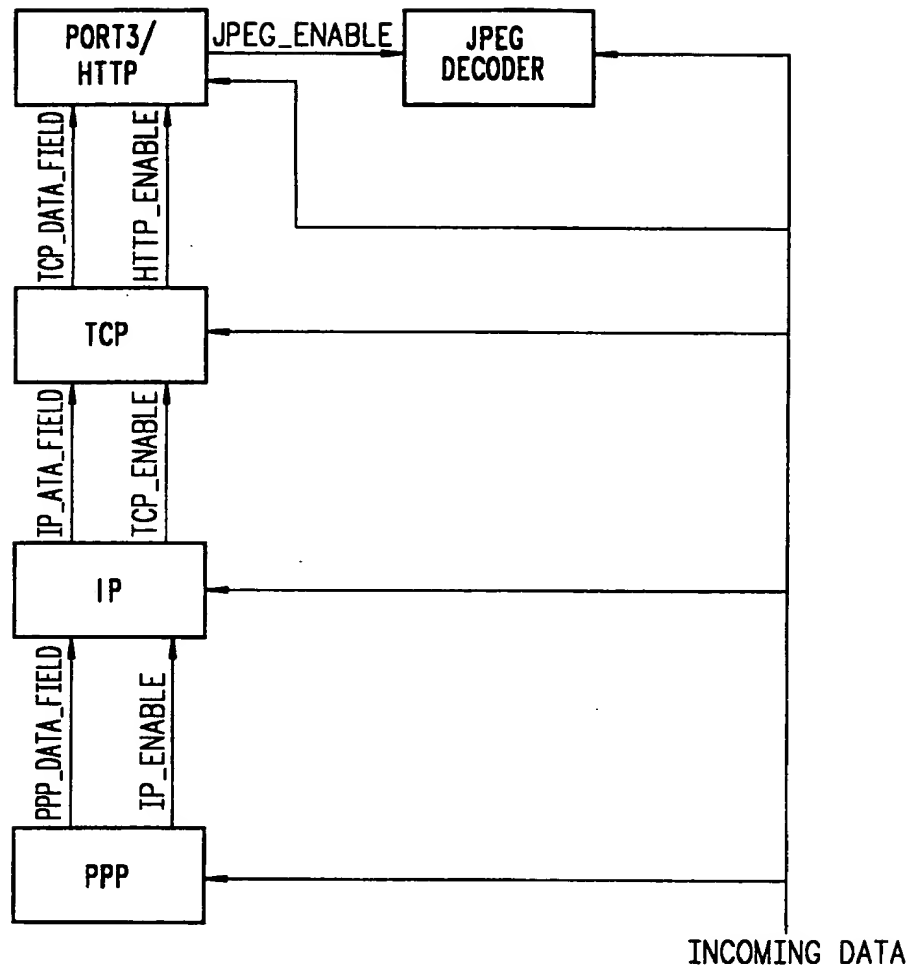 PORT3/
HTTP
JPEG_ENABLE
JPEG
DECODER
TCP_DATA_FIELD
HTTP_ENABLE
TCP
IP_ATA_FIELD
TCP_ENABLE
IP
PPP_DATA_FIELD
IP_ENABLE
PPP
INCOMING DATA